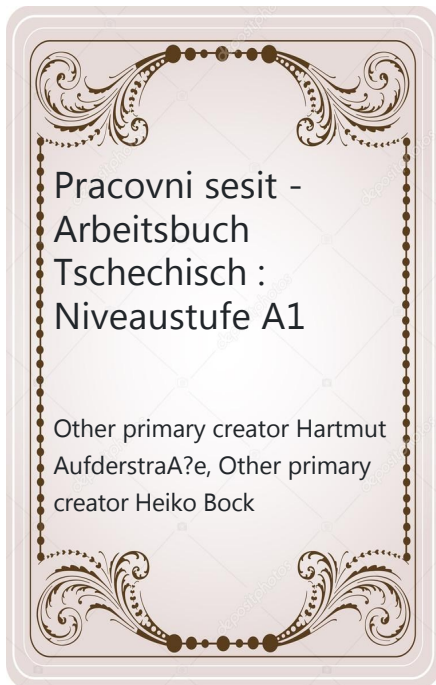 Pracovni sesit -
Arbeitsbuch
Tschechisch :
Niveaustufe A1
Other primary creator Hartmut
AufderstraA?e, Other primary
creator Heiko Bock